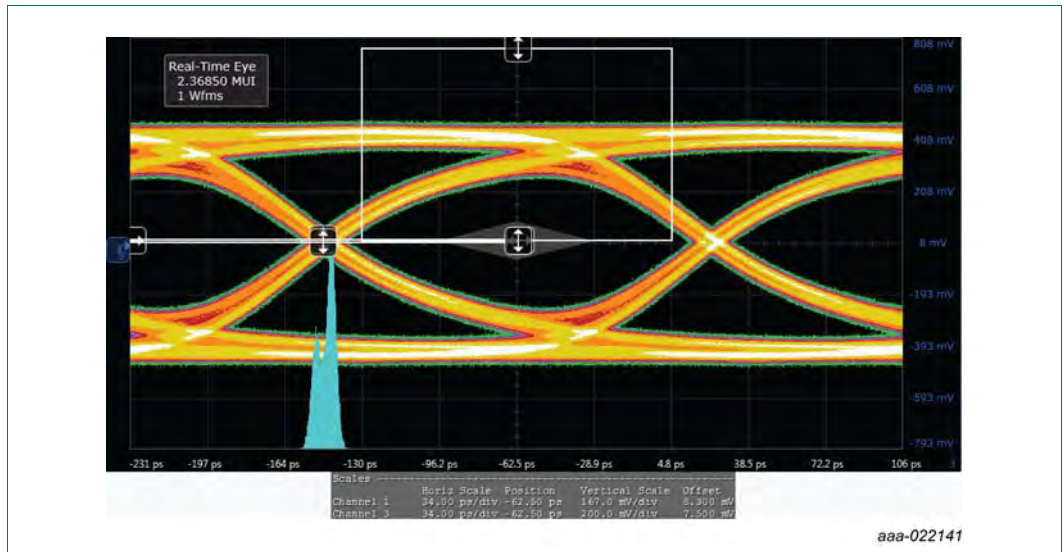 808 mV
Real-Time Eye
2.36850 MUI
1 Wfms
608 mV
408 mV
208 mV
8 mV
-193 mV
-393 mV
-593 mV
-793 mV
-231 ps -197 ps -164 ps -130 ps -96.2 ps -62.5 ps -28.9 ps 4.8 ps 38.5 ps 72.2 ps 106 ps
Scales
Horiz Scale Position Vertical Scale Offset
Channel 1 34.00 ps/div -62.50 ps 167.0 mV/div 8.300 mV
Channel 3 34.00 ps/div -62.50 ps 200.0 mV/div 7.500 mV
aaa-022141